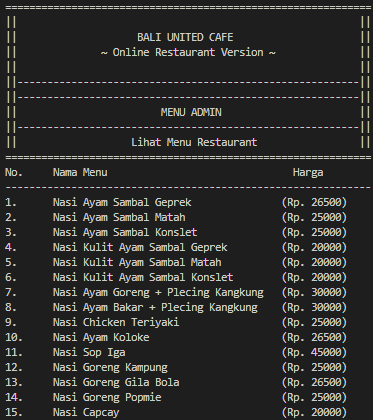 BALI UNITED CAFE
~ Online Restaurant Version ~
MENU ADMIN
Lihat Menu Restaurant
No. Nama Menu Harga
1. Nasi Ayam Sambal Geprek (Rp. 26500)
2. Nasi Ayam Sambal Matah (Rp. 25000)
3. Nasi Ayam Sambal Konslet (Rp. 25000)
4. Nasi Kulit Ayam Sambal Geprek (Rp. 20000)
5. Nasi Kulit Ayam Sambal Matah (Rp. 20000)
6. Nasi Kulit Ayam Sambal Konslet (Rp. 20000)
7. Nasi Ayam Goreng + Plecing Kangkung (Rp. 30000)
8. Nasi Ayam Bakar + Plecing Kangkung (Rp. 30000)
9. Nasi Chicken Teriyaki (Rp. 25000)
10. Nasi Ayam Koloke (Rp. 26500)
11. Nasi Sop Iga (Rp. 45000)
12. Nasi Goreng Kampung (Rp. 25000)
13. Nasi Goreng Gila Bola (Rp. 26500)
14. Nasi Goreng Popmie (Rp. 25000)
15. Nasi Capcay (Rp. 20000)